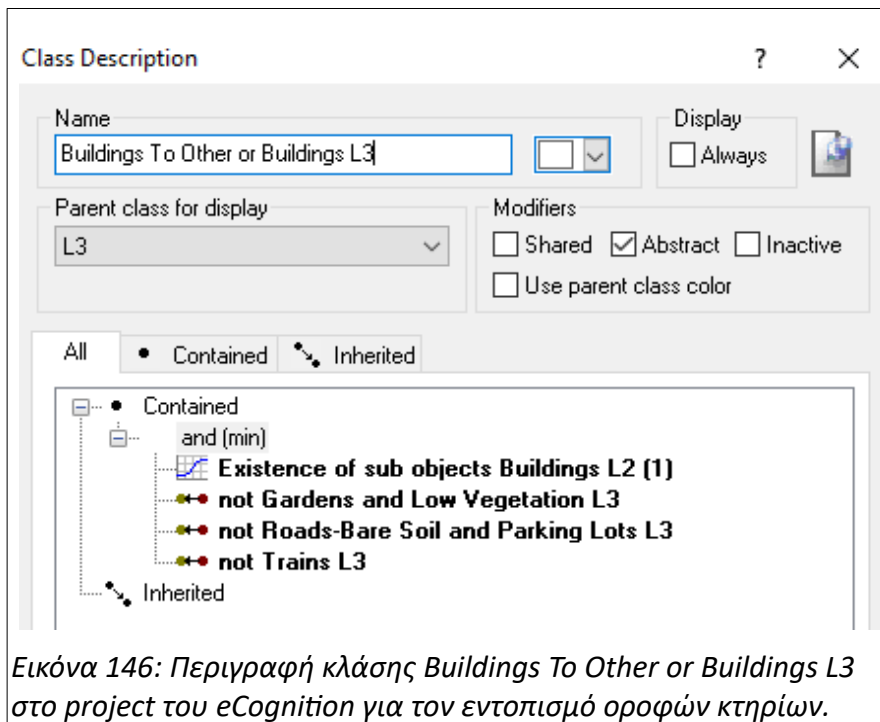 Class Description ?
Name
Buildings To Other or Buildings L3
Display
Always
Parent class for display
L3
Modifiers
Shared Abstract Inactive
Use parent class color
All Contained Inherited
Contained
and (min)
Existence of sub objects Buildings L2 (1)
not Gardens and Low Vegetation L3
not Roads-Bare Soil and Parking Lots L3
not Trains L3
Inherited
Εικόνα 146: Περιγραφή κλάσης Buildings To Other or Buildings L3
στο project του eCognition για τον εντοπισμό οροφών κτηρίων.